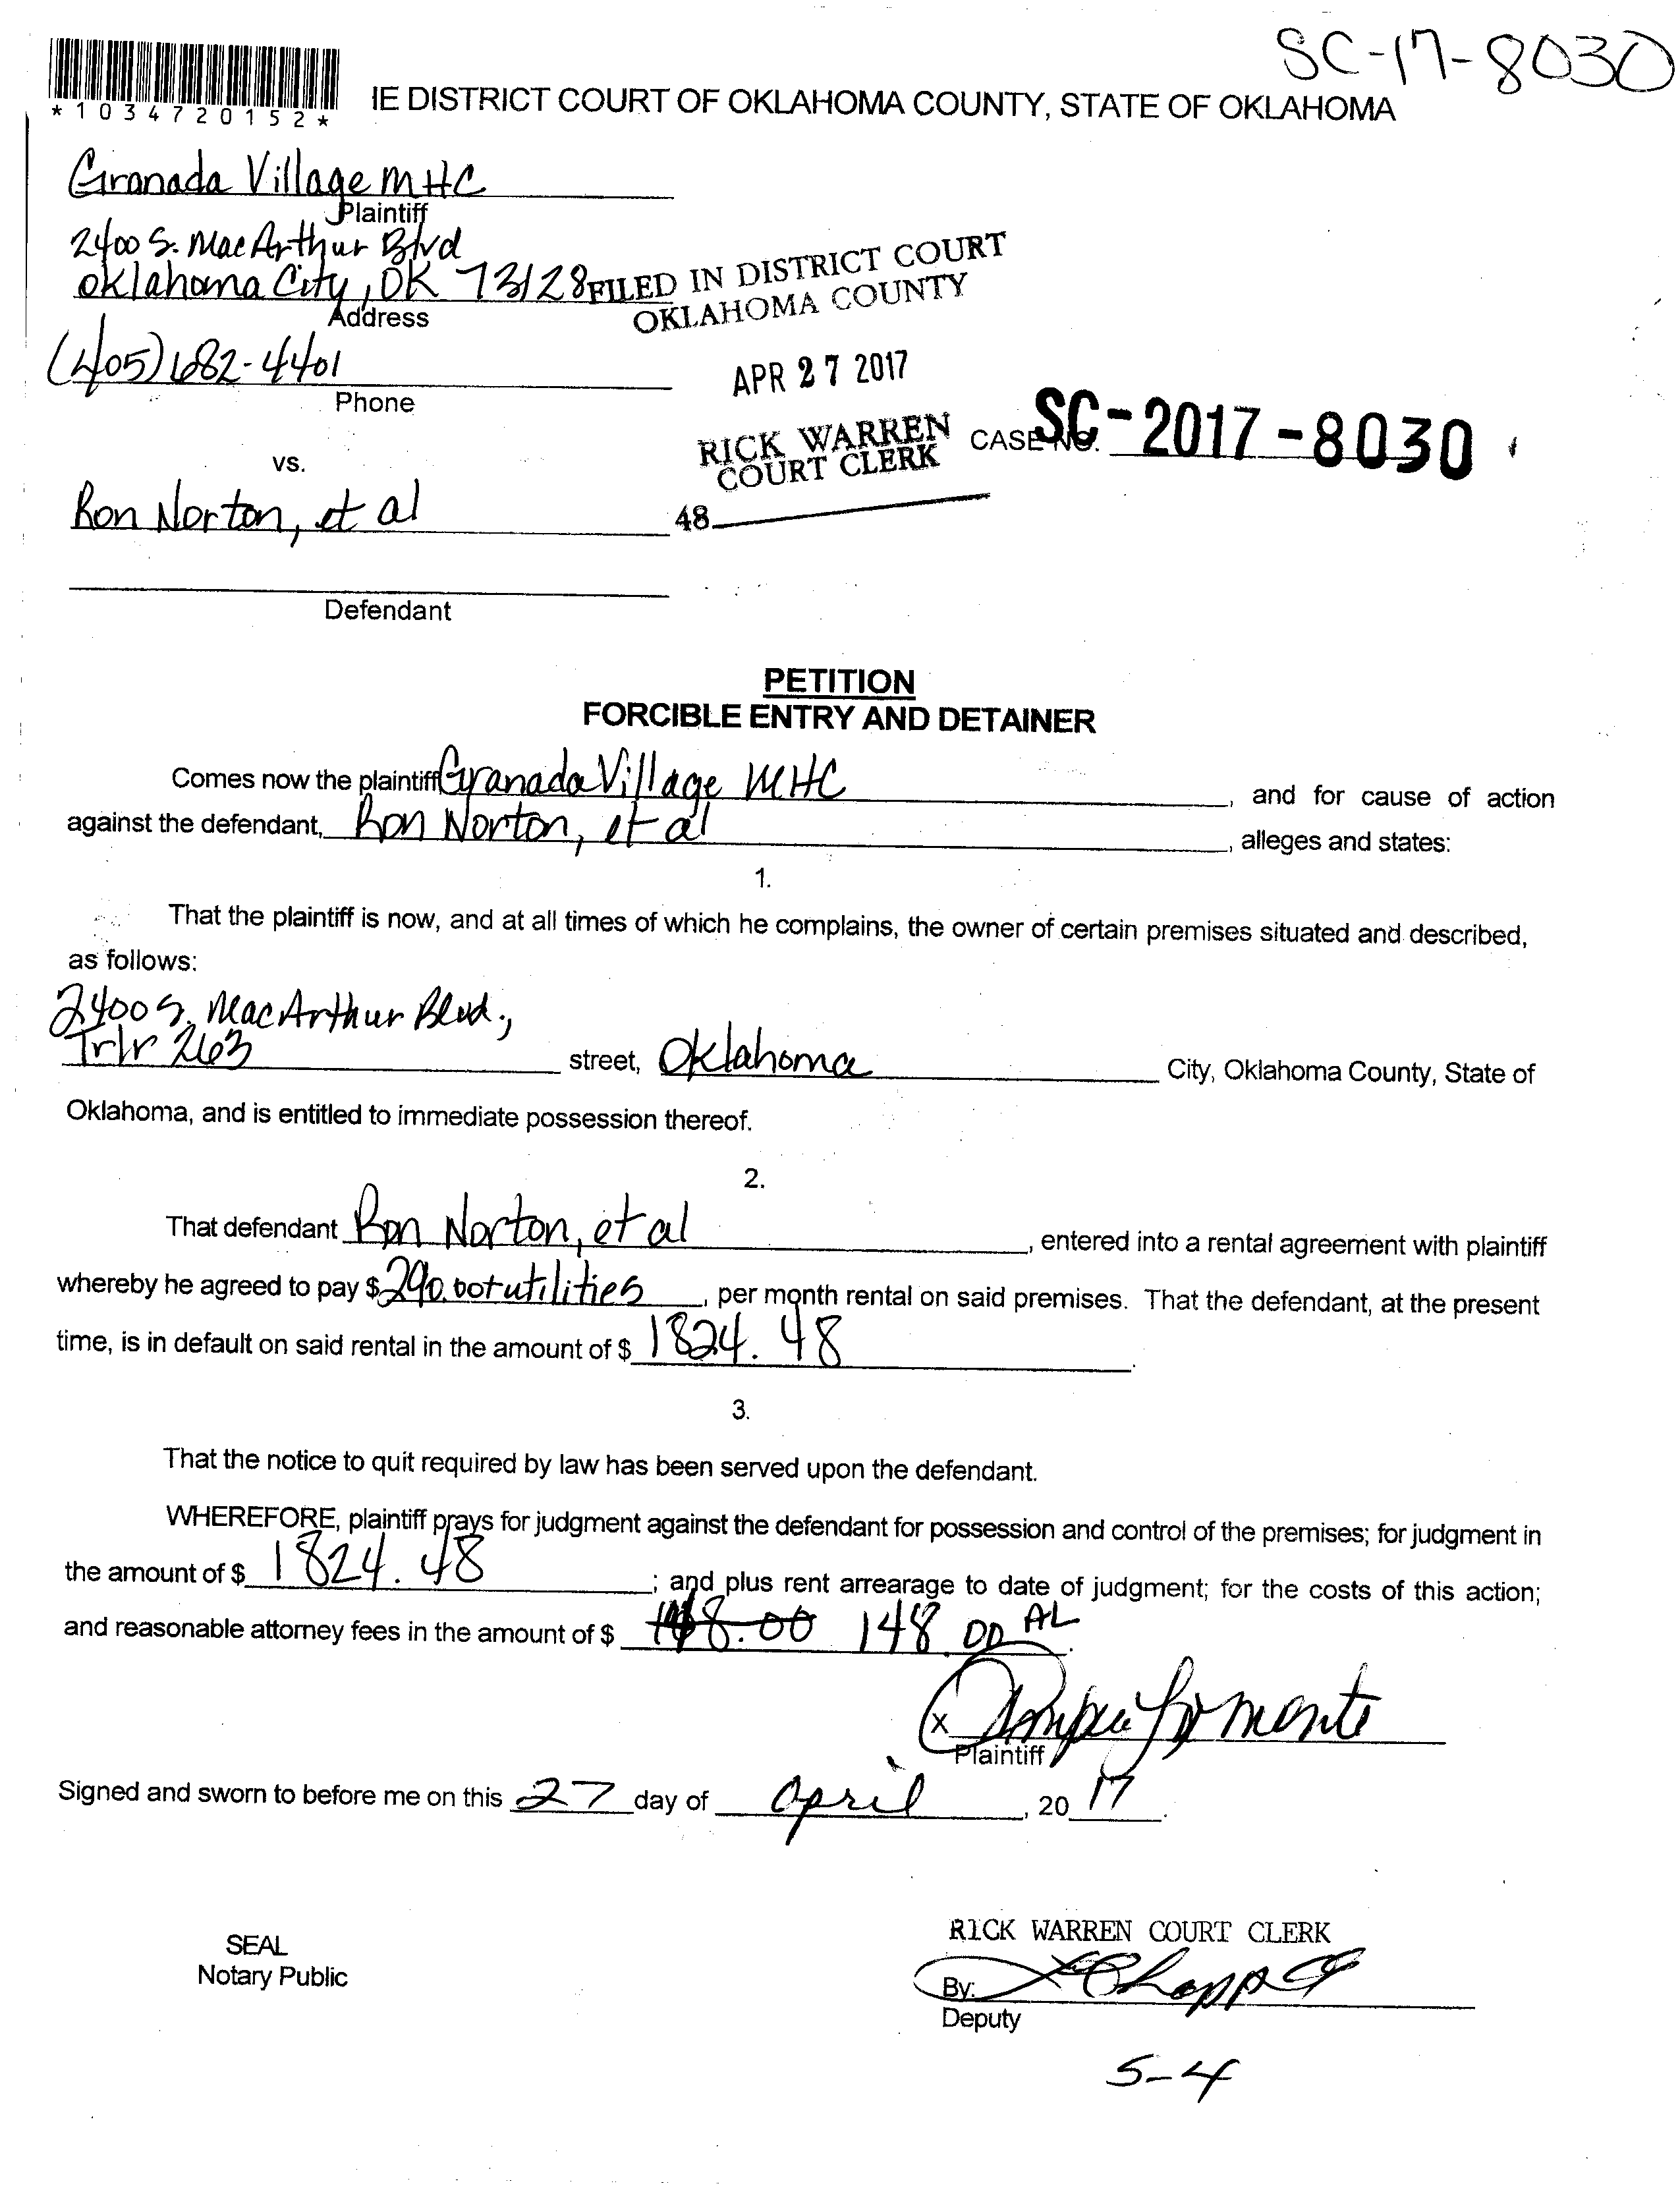 SC-17-8030
*1034720152*
IE DISTRICT COURT OF OKLAHOMA COUNTY, STATE OF OKLAHOMA
Granada Village MHC
Plaintiff
2400 S. MacArthur Blvd
Oklahoma City, OK 73128
Address
FILED IN DISTRICT COURT
OKLAHOMA COUNTY
(405)682-4401
Phone
APR 27 2017
RICK WARREN
COURT CLERK
CASE NO. SC-2017-8030
vs.
48
Ron Norton, et al
Defendant
PETITION
FORCIBLE ENTRY AND DETAINER
Comes now the plaintiff Granada Village MHC, and for cause of action
against the defendant, Ron Norton, et al, alleges and states:
1.
That the plaintiff is now, and at all times of which he complains, the owner of certain premises situated and described,
as follows:
2400 S. MacArthur Blvd.,
Trlr 263 street, Oklahoma City, Oklahoma County, State of
Oklahoma, and is entitled to immediate possession thereof.
2.
That defendant Ron Norton, et al, entered into a rental agreement with plaintiff
whereby he agreed to pay $290.00+utilities, per month rental on said premises. That the defendant, at the present
time, is in default on said rental in the amount of $1824.48.
3.
That the notice to quit required by law has been served upon the defendant.
WHEREFORE, plaintiff prays for judgment against the defendant for possession and control of the premises; for judgment in
the amount of $1824.48; and plus rent arrearage to date of judgment; for the costs of this action;
and reasonable attorney fees in the amount of $ 148.00 AL.
x
Plaintiff
Signed and sworn to before me on this 27 day of April, 2017.
RICK WARREN COURT CLERK
SEAL
Notary Public
By:
Deputy
5-4